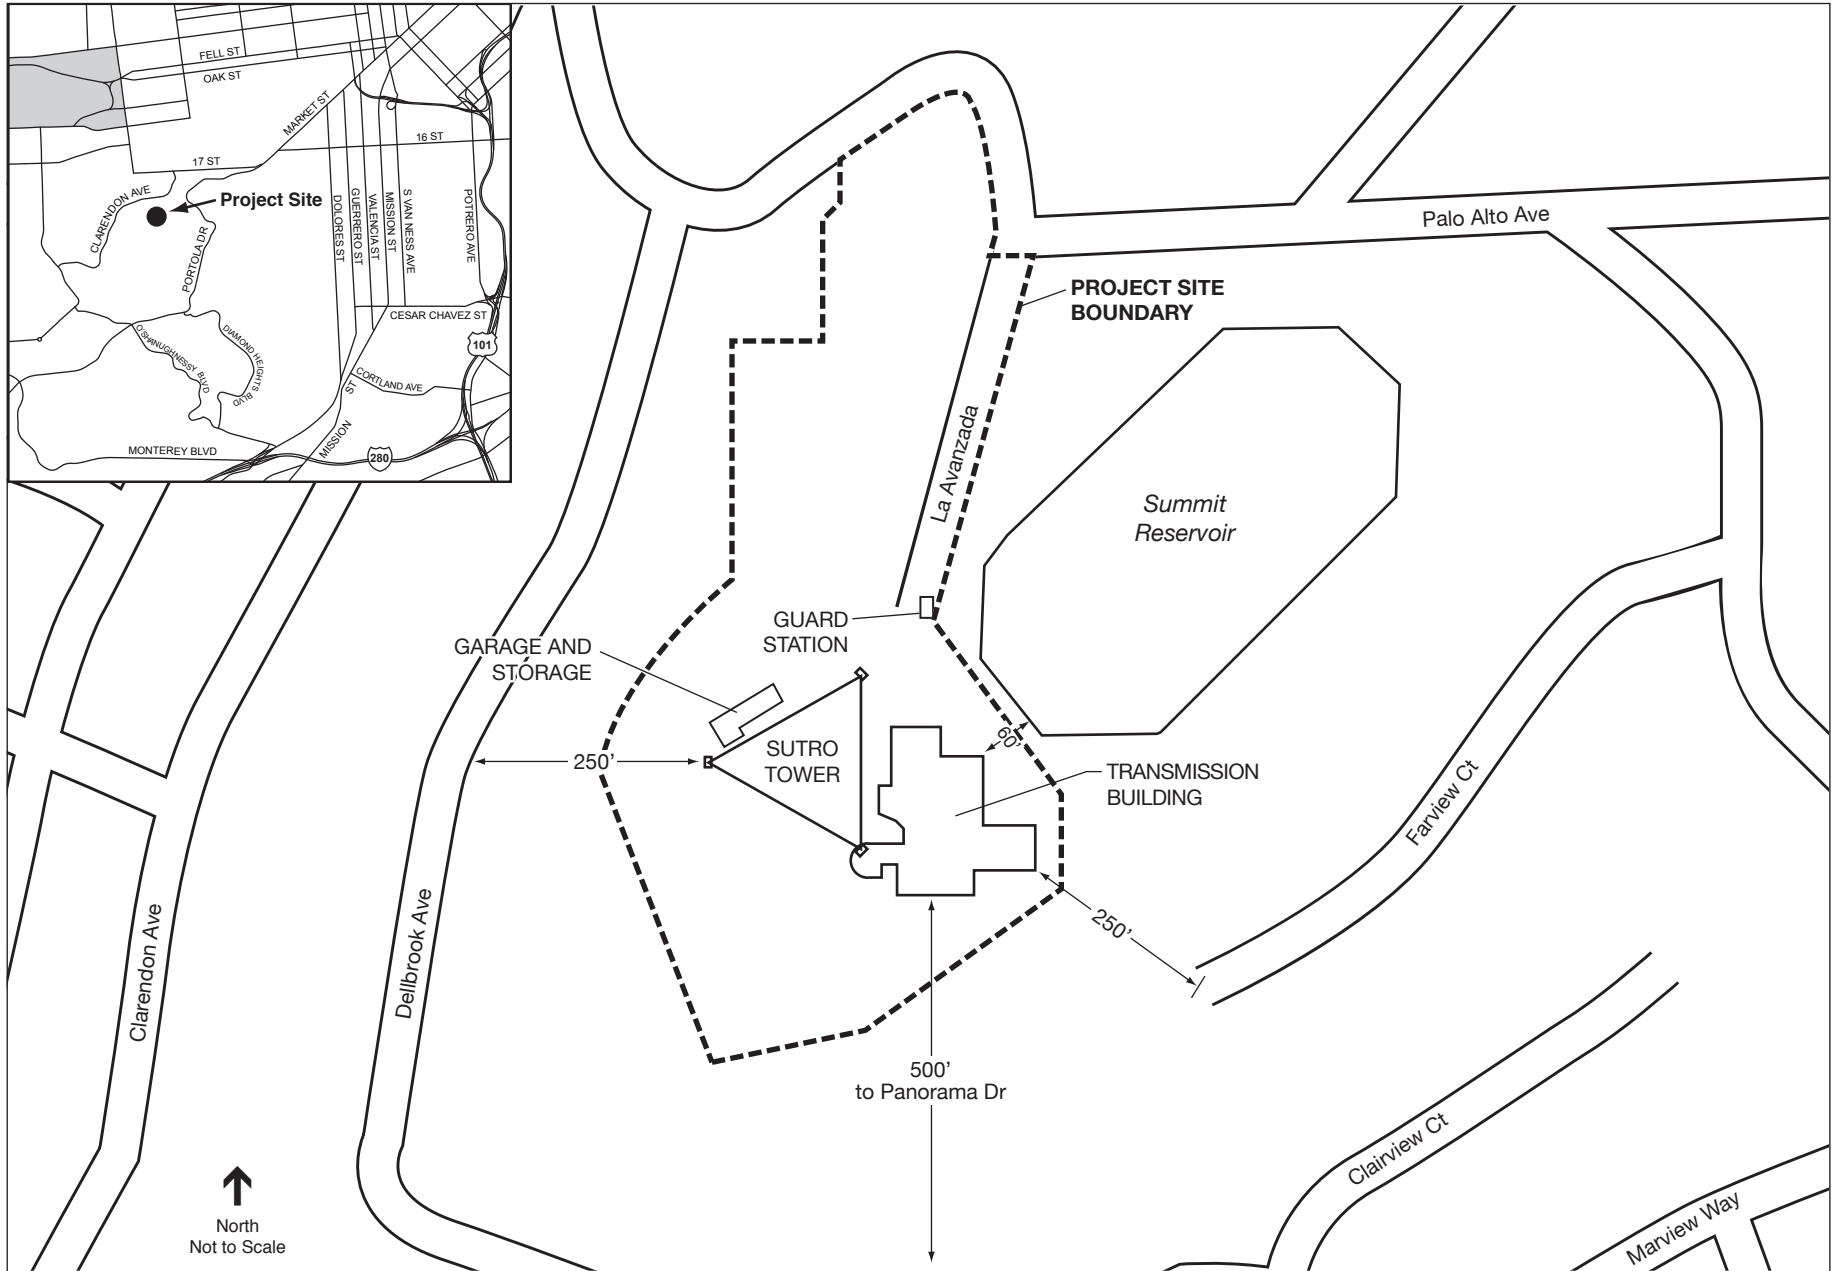 FELL ST
OAK ST
MARKET ST
16 ST
17 ST
CLARENDON AVE
Project Site
PORTOLA DR
DOLORES ST
GUERRERO ST
VALENCIA ST
MISSION ST
S VAN NESS AVE
POTRERO AVE
CESAR CHAVEZ ST
O'SHAUGHNESSY BLVD
DIAMOND HEIGHTS BLVD
101
CORTLAND AVE
MISSION ST
MONTEREY BLVD
280
Palo Alto Ave
PROJECT SITE
BOUNDARY
La Avanzada
Summit
Reservoir
GUARD
STATION
GARAGE AND
STORAGE
SUTRO
TOWER
60'
250'
TRANSMISSION
BUILDING
Farview Ct
250'
Clarendon Ave
Dellbrook Ave
500'
to Panorama Dr
Clairview Ct
Marview Way
North
Not to Scale